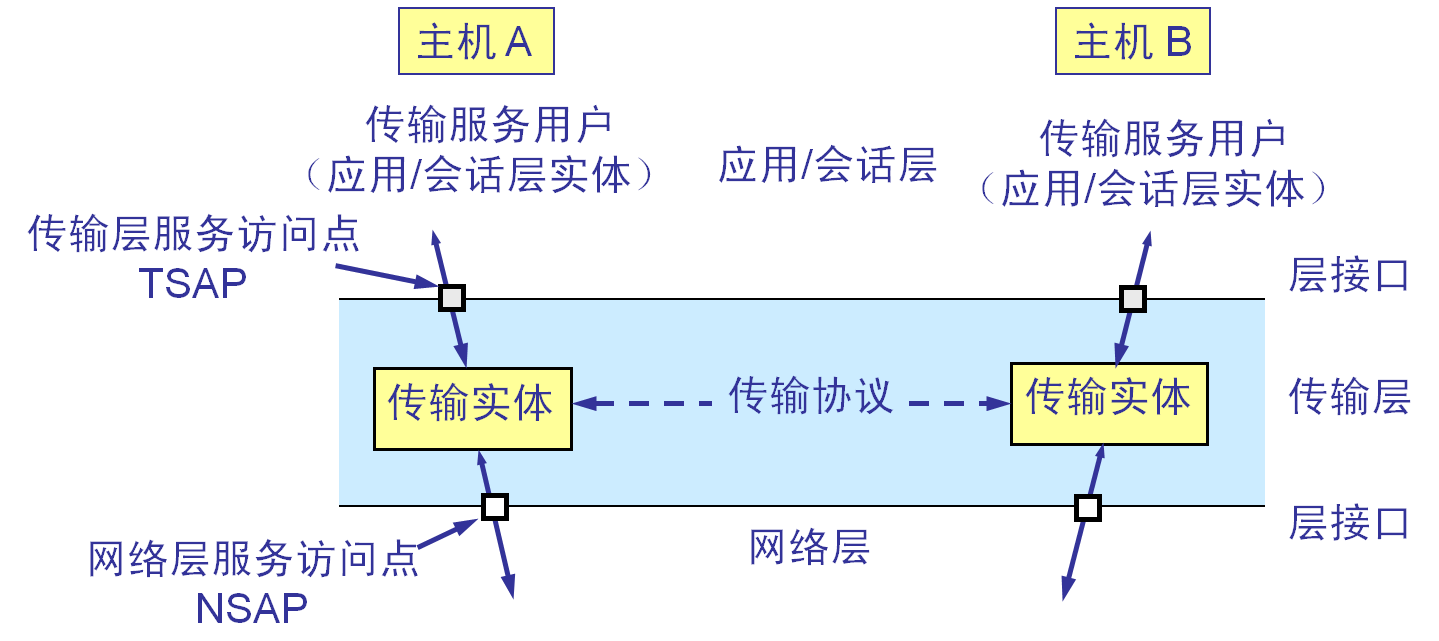 主机 A
主机 B
传输服务用户
（应用/会话层实体）
应用/会话层
传输服务用户
（应用/会话层实体）
传输层服务访问点
TSAP
层接口
传输实体
传输协议
传输实体
传输层
网络层服务访问点
NSAP
网络层
层接口